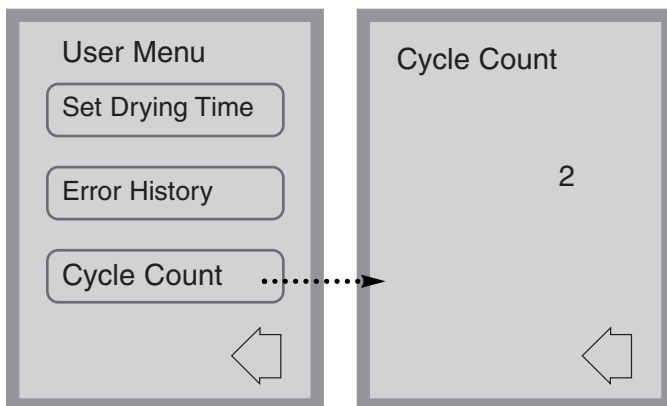 User Menu
Set Drying Time
Error History
Cycle Count
Cycle Count
2